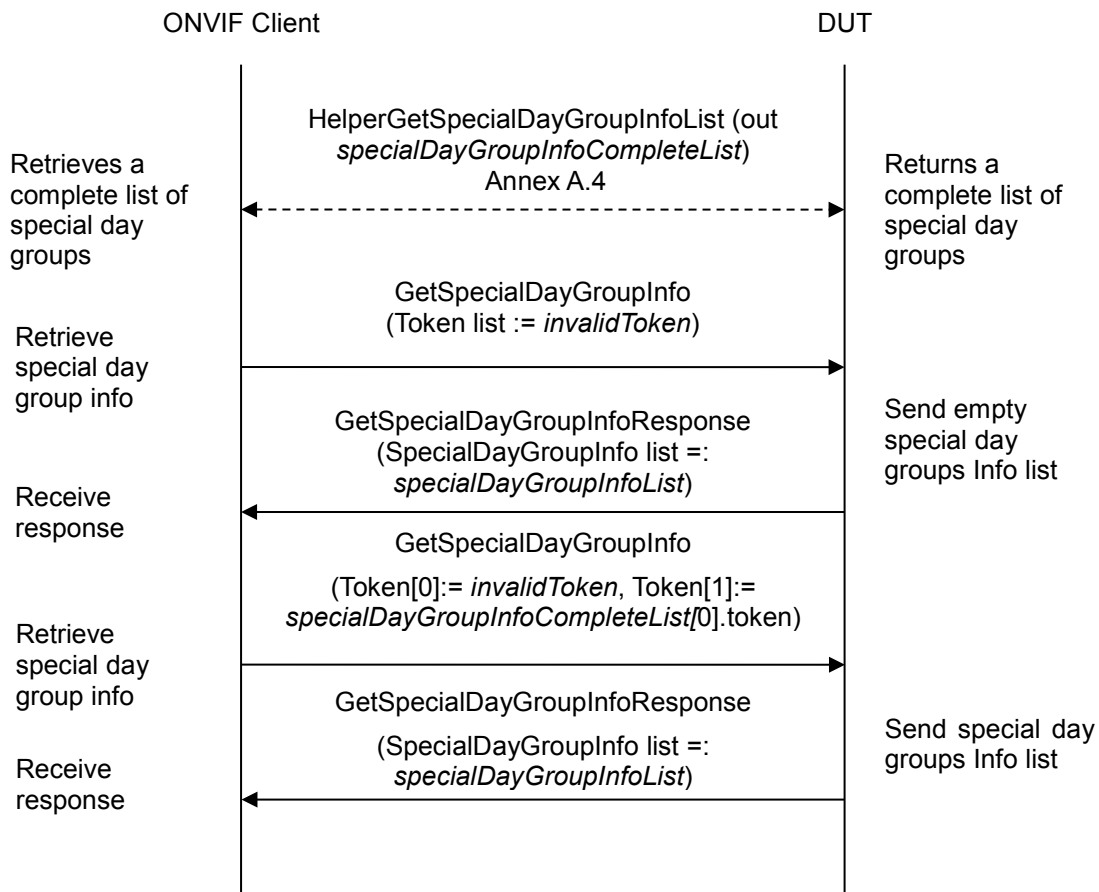 ONVIF Client
DUT
HelperGetSpecialDayGroupInfoList (out
specialDayGroupInfoCompleteList)
Annex A.4
Retrieves a
complete list of
special day
groups
Returns a
complete list of
special day
groups
GetSpecialDayGroupInfo
(Token list := invalidToken)
Retrieve
special day
group info
GetSpecialDayGroupInfoResponse
(SpecialDayGroupInfo list =:
specialDayGroupInfoList)
Send empty
special day
groups Info list
Receive
response
GetSpecialDayGroupInfo
(Token[0]:= invalidToken, Token[1]:=
specialDayGroupInfoCompleteList[0].token)
Retrieve
special day
group info
GetSpecialDayGroupInfoResponse
(SpecialDayGroupInfo list =:
specialDayGroupInfoList)
Send special day
groups Info list
Receive
response